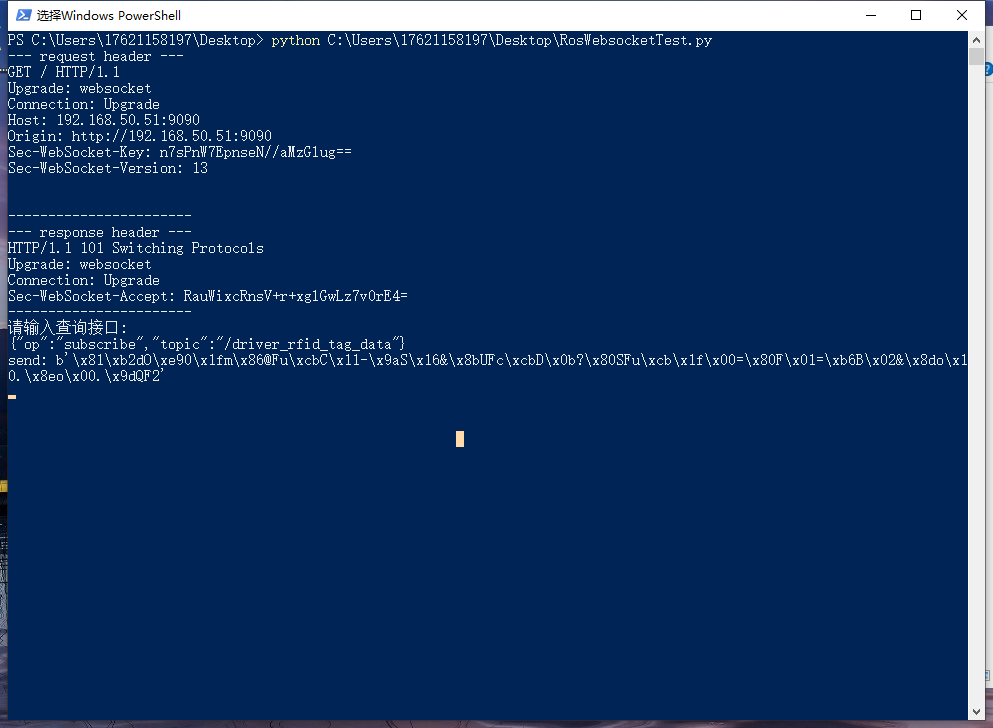 选择Windows PowerShell
PS C:\Users\17621158197\Desktop> python C:\Users\17621158197\Desktop\RosWebsocketTest.py
--- request header ---
GET / HTTP/1.1
Upgrade: websocket
Connection: Upgrade
Host: 192.168.50.51:9090
Origin: http://192.168.50.51:9090
Sec-WebSocket-Key: n7sPnW7EpnseN//aMzG1ug==
Sec-WebSocket-Version: 13
-----------------------
--- response header ---
HTTP/1.1 101 Switching Protocols
Upgrade: websocket
Connection: Upgrade
Sec-WebSocket-Accept: RauWixcRnsV+r+xg1GwLz7v0rE4=
-----------------------
请输入查询接口:
{"op":"subscribe","topic":"/driver_rfid_tag_data"}
send: b'\x81\xb2dO\xe90\x1fm\x86@Fu\xcbC\x11-\x9aS\x16&\x8bUFc\xcbD\x0b?\x80SFu\xcb\x1f\x00=\x80F\x01=\xb6B\x02&\x8do\x1
0.\x8eo\x00.\x9dQF2'